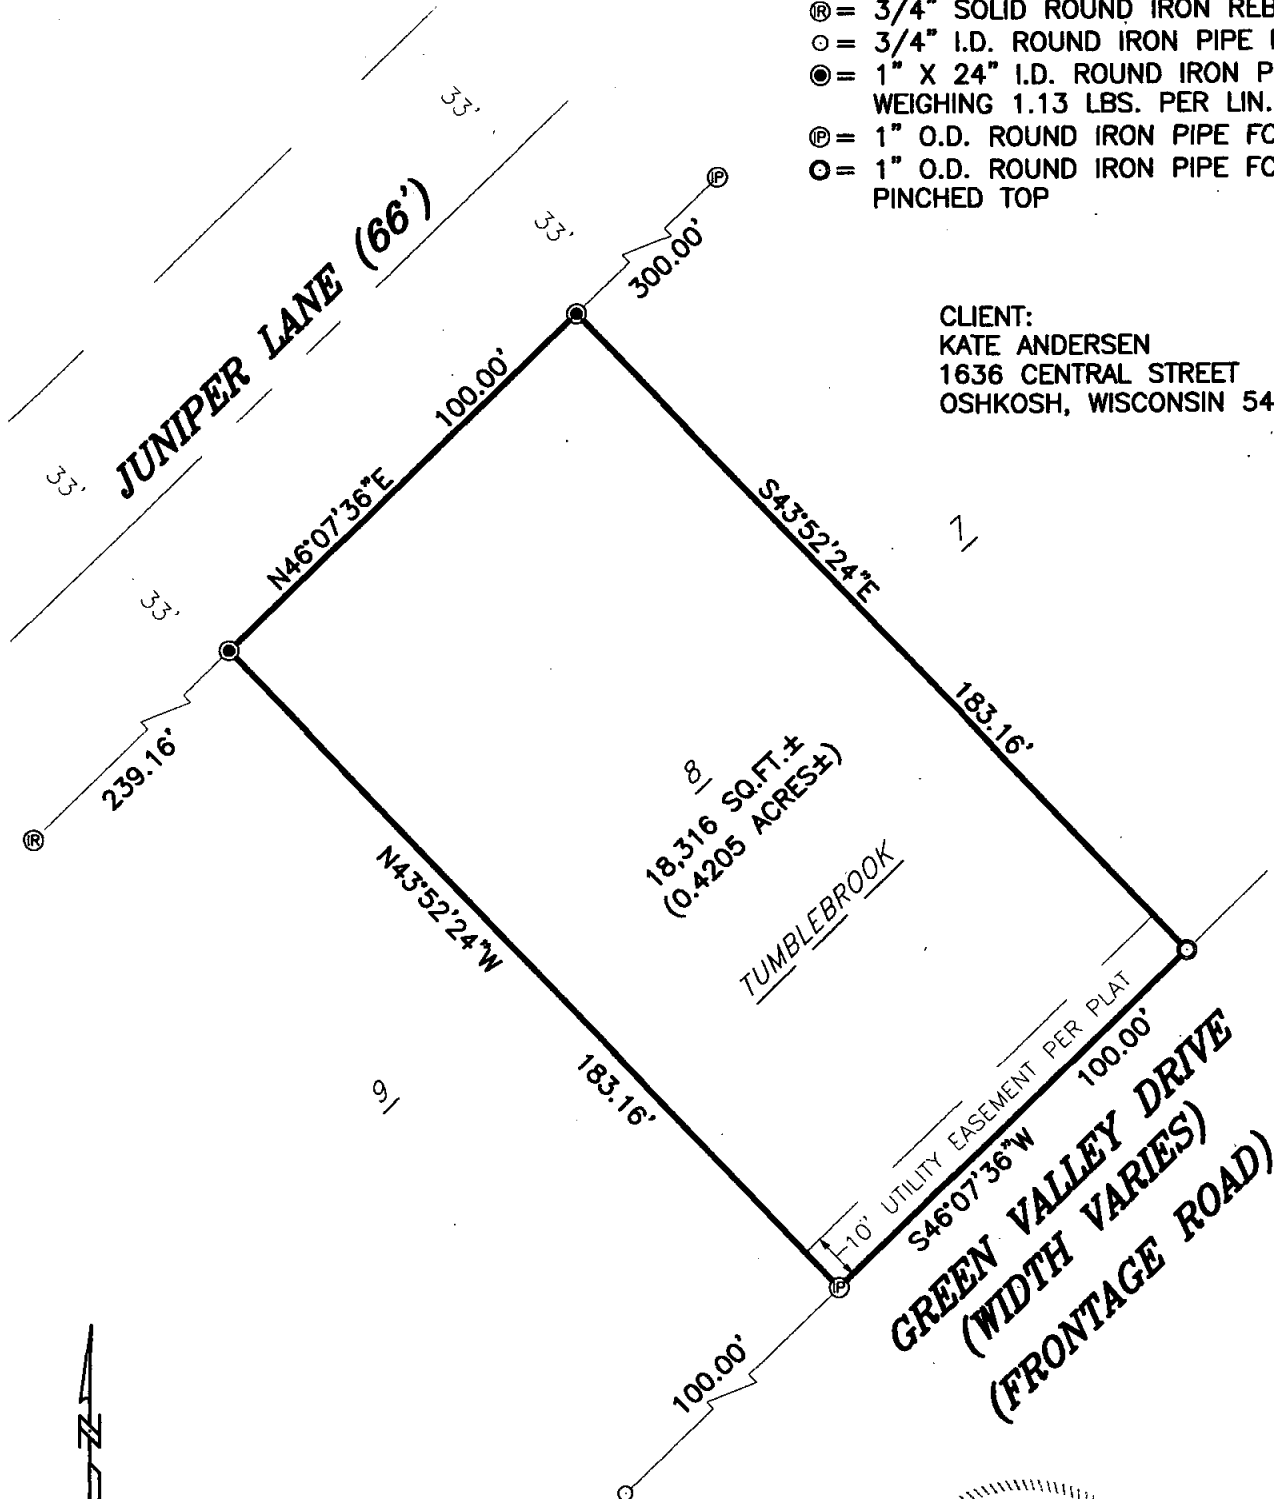 Ⓡ= 3/4" SOLID ROUND IRON
○= 3/4" I.D. ROUND IRON PIPE
◉= 1" X 24" I.D. ROUND IRON
WEIGHING 1.13 LBS. PER LIN.
Ⓟ= 1" O.D. ROUND IRON PIPE
O= 1" O.D. ROUND IRON PIPE
PINCHED TOP
CLIENT:
KATE ANDERSEN
1636 CENTRAL STREET
OSHKOSH, WISCONSIN 54
33'
33'
33'
33'
JUNIPER LANE (66')
IP
300.00'
100.00'
N46°07'36"E
S43°52'24"E
183.16'
7
239.16'
IR
8
18,316 SQ.FT.±
(0.4205 ACRES±)
TUMBLEBROOK
N43°52'24"W
183.16'
9
10' UTILITY EASEMENT PER PLAT
100.00'
S46°07'36"W
GREEN VALLEY DRIVE
(WIDTH VARIES)
(FRONTAGE ROAD)
IP
100.00'
N